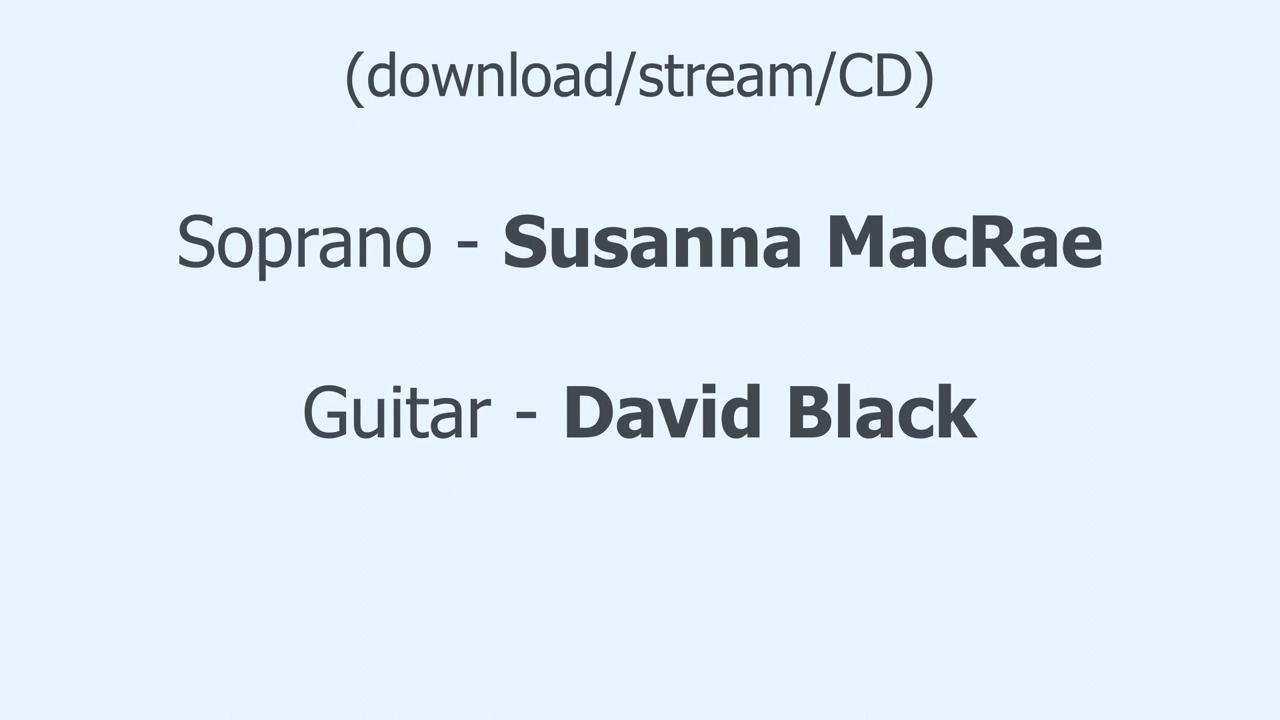 (download/stream/CD)
Soprano - Susanna MacRae
Guitar - David Black